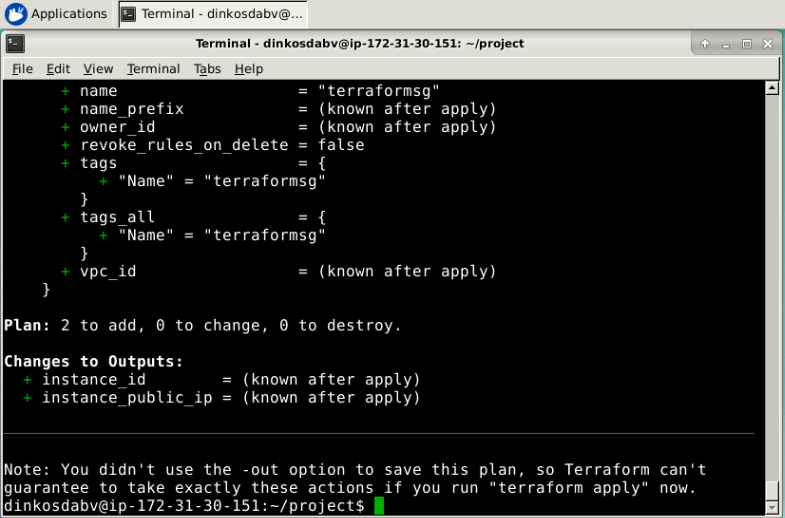 Applications Terminal - dinkosdabv@...
Terminal - dinkosdabv@ip-172-31-30-151: ~/project
File Edit View Terminal Tabs Help
+ name = "terraformsg"
+ name_prefix = (known after apply)
+ owner_id = (known after apply)
+ revoke_rules_on_delete = false
+ tags = {
+ "Name" = "terraformsg"
}
+ tags_all = {
+ "Name" = "terraformsg"
}
+ vpc_id = (known after apply)
}
Plan: 2 to add, 0 to change, 0 to destroy.
Changes to Outputs:
+ instance_id = (known after apply)
+ instance_public_ip = (known after apply)
Note: You didn't use the -out option to save this plan, so Terraform can't
guarantee to take exactly these actions if you run "terraform apply" now.
dinkosdabv@ip-172-31-30-151:~/project$